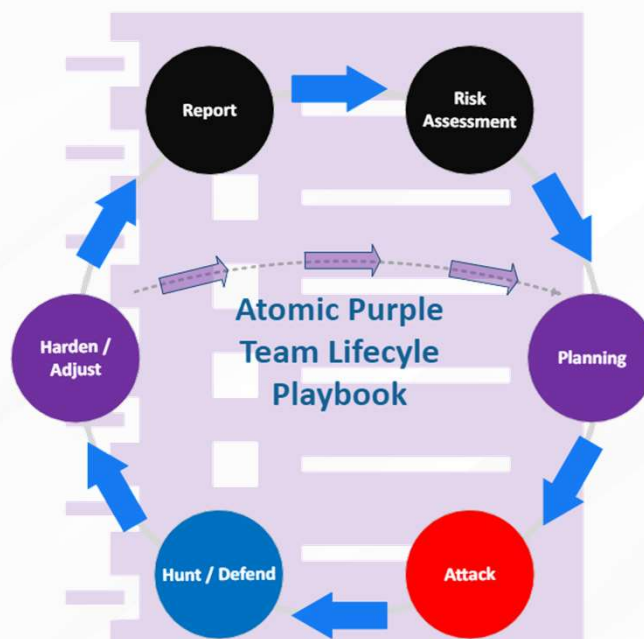 Report
Risk
Assessment
Atomic Purple
Team Lifecyle
Playbook
Harden /
Adjust
Planning
Hunt / Defend
Attack